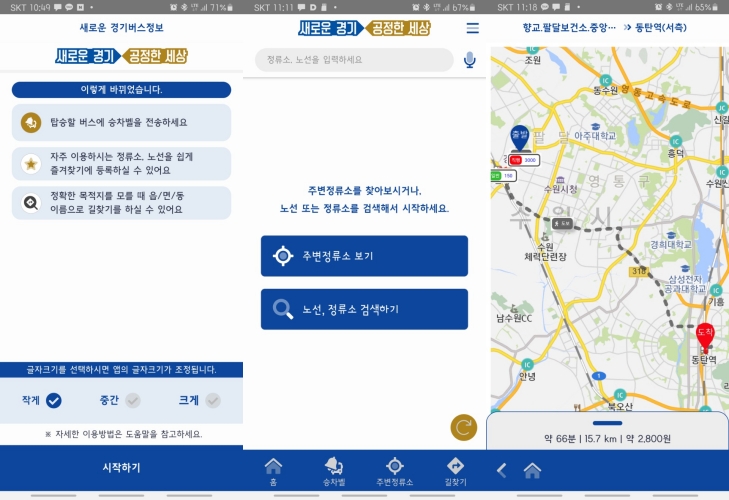 SKT 10:49
71%
새로운 경기버스정보
새로운 경기 공정한 세상
이렇게 바뀌었습니다.
탑승할 버스에 승차벨을 전송하세요
자주 이용하시는 정류소, 노선을 쉽게
즐겨찾기에 등록하실 수 있어요
정확한 목적지를 모를 때 읍/면/동
이름으로 길찾기를 하실 수 있어요
글자크기를 선택하시면 앱의 글자크기가 조정됩니다.
작게 중간 크게
※ 자세한 이용방법은 도움말을 참고하세요.
시작하기
SKT 11:11
67%
새로운 경기 공정한 세상
정류소, 노선을 입력하세요
주변정류소를 찾아보시거나,
노선 또는 정류소를 검색해서 시작하세요.
주변정류소 보기
노선, 정류소 검색하기
홈 승차벨 주변정류소 길찾기
SKT 11:18
65%
향교.팔달보건소.중앙··· 동탄역(서측)
조원
IC
동수원
영동고속도로
IC
신갈
출발
팔달
아주대학교
IC
흥덕
직행 3000
일반 150
수원시청
영통구
수원시
도보
경희대학교
수원
체력단련장
318
삼성전자
공과대학교
IC
기흥
남수원CC
도착
동탄역
IC
안녕
1
IC
북오산
약 66분 | 15.7 km | 약 2,800원